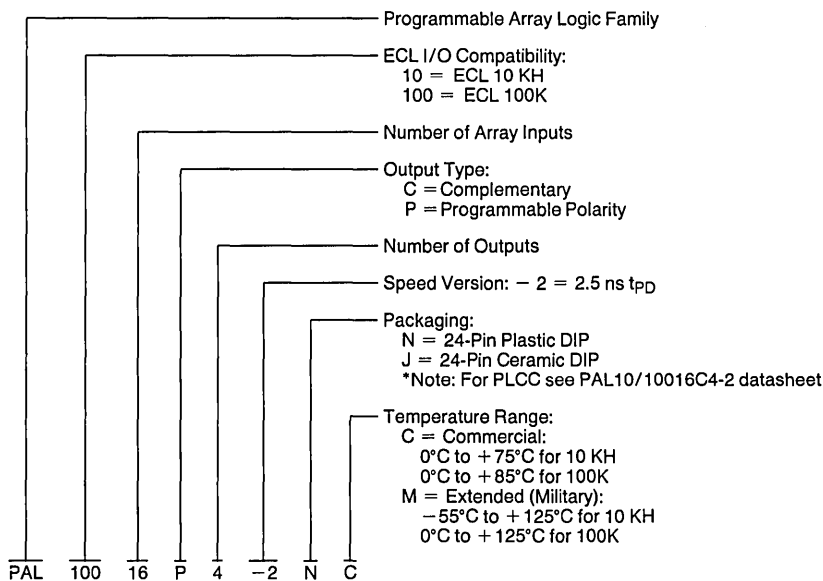 Programmable Array Logic Family
ECL I/O Compatibility:
10 = ECL 10 KH
100 = ECL 100K
Number of Array Inputs
Output Type:
C = Complementary
P = Programmable Polarity
Number of Outputs
Speed Version: - 2 = 2.5 ns tPD
Packaging:
N = 24-Pin Plastic DIP
J = 24-Pin Ceramic DIP
*Note: For PLCC see PAL10/10016C4-2 datasheet
Temperature Range:
C = Commercial:
0°C to +75°C for 10 KH
0°C to +85°C for 100K
M = Extended (Military):
-55°C to +125°C for 10 KH
0°C to +125°C for 100K
PAL 100 16 P 4 -2 N C